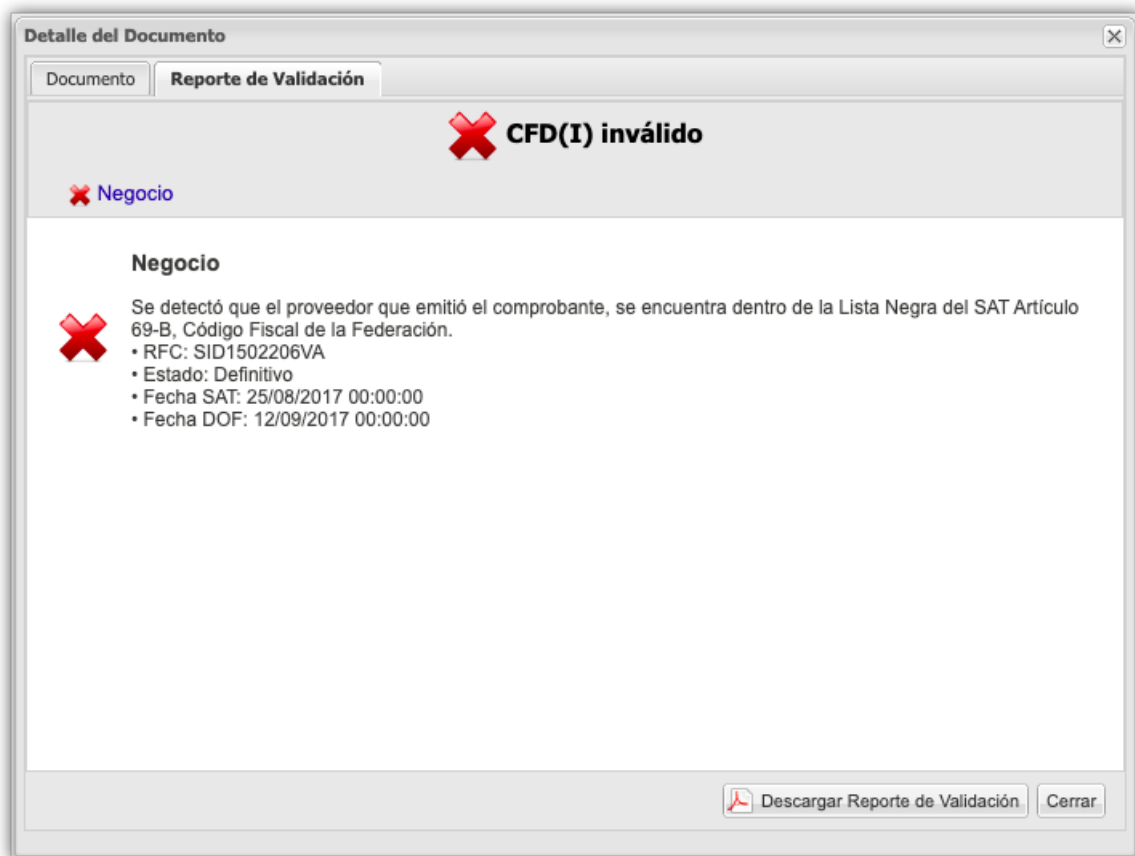 Detalle del Documento
Documento
Reporte de Validación
CFD(I) inválido
Negocio
Negocio
Se detectó que el proveedor que emitió el comprobante, se encuentra dentro de la Lista Negra del SAT Artículo
69-B, Código Fiscal de la Federación.
• RFC: SID1502206VA
• Estado: Definitivo
• Fecha SAT: 25/08/2017 00:00:00
• Fecha DOF: 12/09/2017 00:00:00
Descargar Reporte de Validación
Cerrar